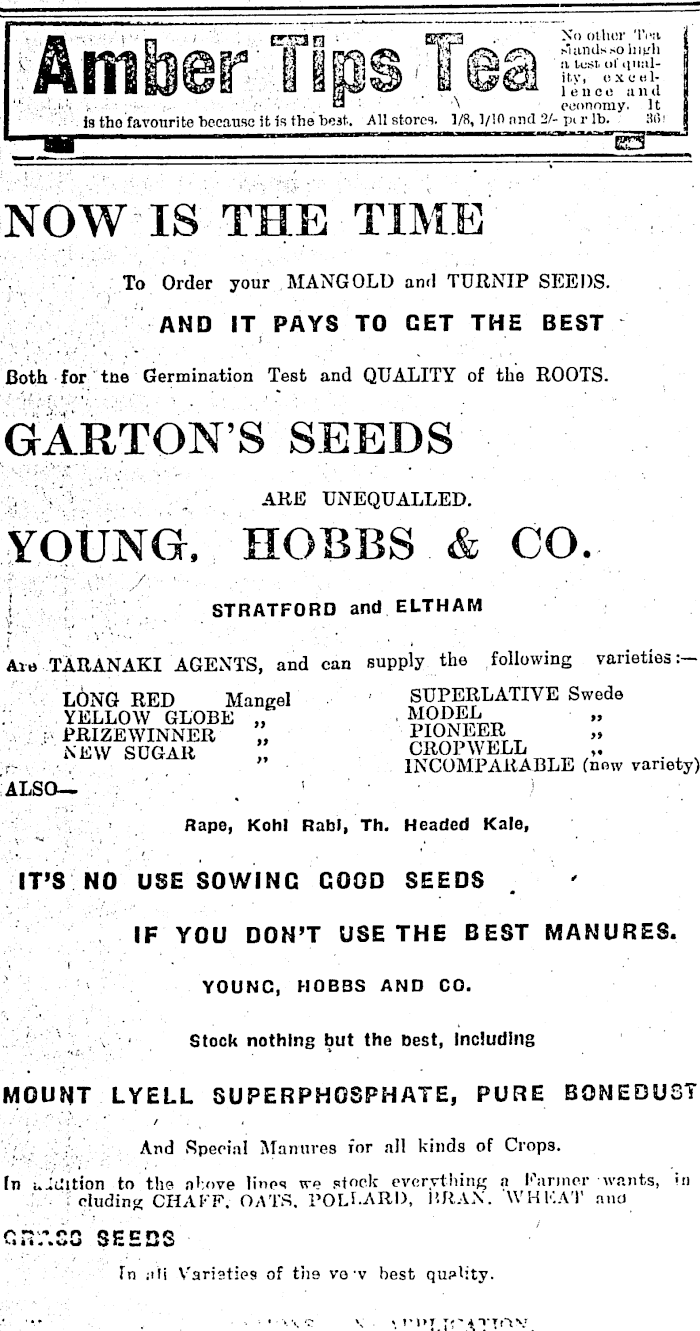 Amber Tips Tea
No other Tea
stands so high
a test of qual-
ity, excel-
lence and
economy. It
is the favourite because it is the best. All stores. 1/8, 1/10 and 2/- per lb. 36
NOW IS THE TIME
To Order your MANGOLD and TURNIP SEEDS.
AND IT PAYS TO GET THE BEST
Both for the Germination Test and QUALITY of the ROOTS.
GARTON'S SEEDS
ARE UNEQUALLED.
YOUNG, HOBBS & CO.
STRATFORD and ELTHAM
Are TARANAKI AGENTS, and can supply the following varieties:—
LONG RED Mangel
YELLOW GLOBE ,,
PRIZEWINNER ,,
NEW SUGAR ,,
SUPERLATIVE Swede
MODEL ,,
PIONEER ,,
CROPWELL ,,
INCOMPARABLE (new variety)
ALSO—
Rape, Kohl Rabi, Th. Headed Kale,
IT'S NO USE SOWING GOOD SEEDS
IF YOU DON'T USE THE BEST MANURES.
YOUNG, HOBBS AND CO.
Stock nothing but the best, including
MOUNT LYELL SUPERPHOSPHATE, PURE BONEDUST
And Special Manures for all kinds of Crops.
In addition to the above lines we stock everything a Farmer wants, in
cluding CHAFF, OATS, POLLARD, BRAN, WHEAT and
GRASS SEEDS
In all Varieties of the very best quality.
APPLICATION.